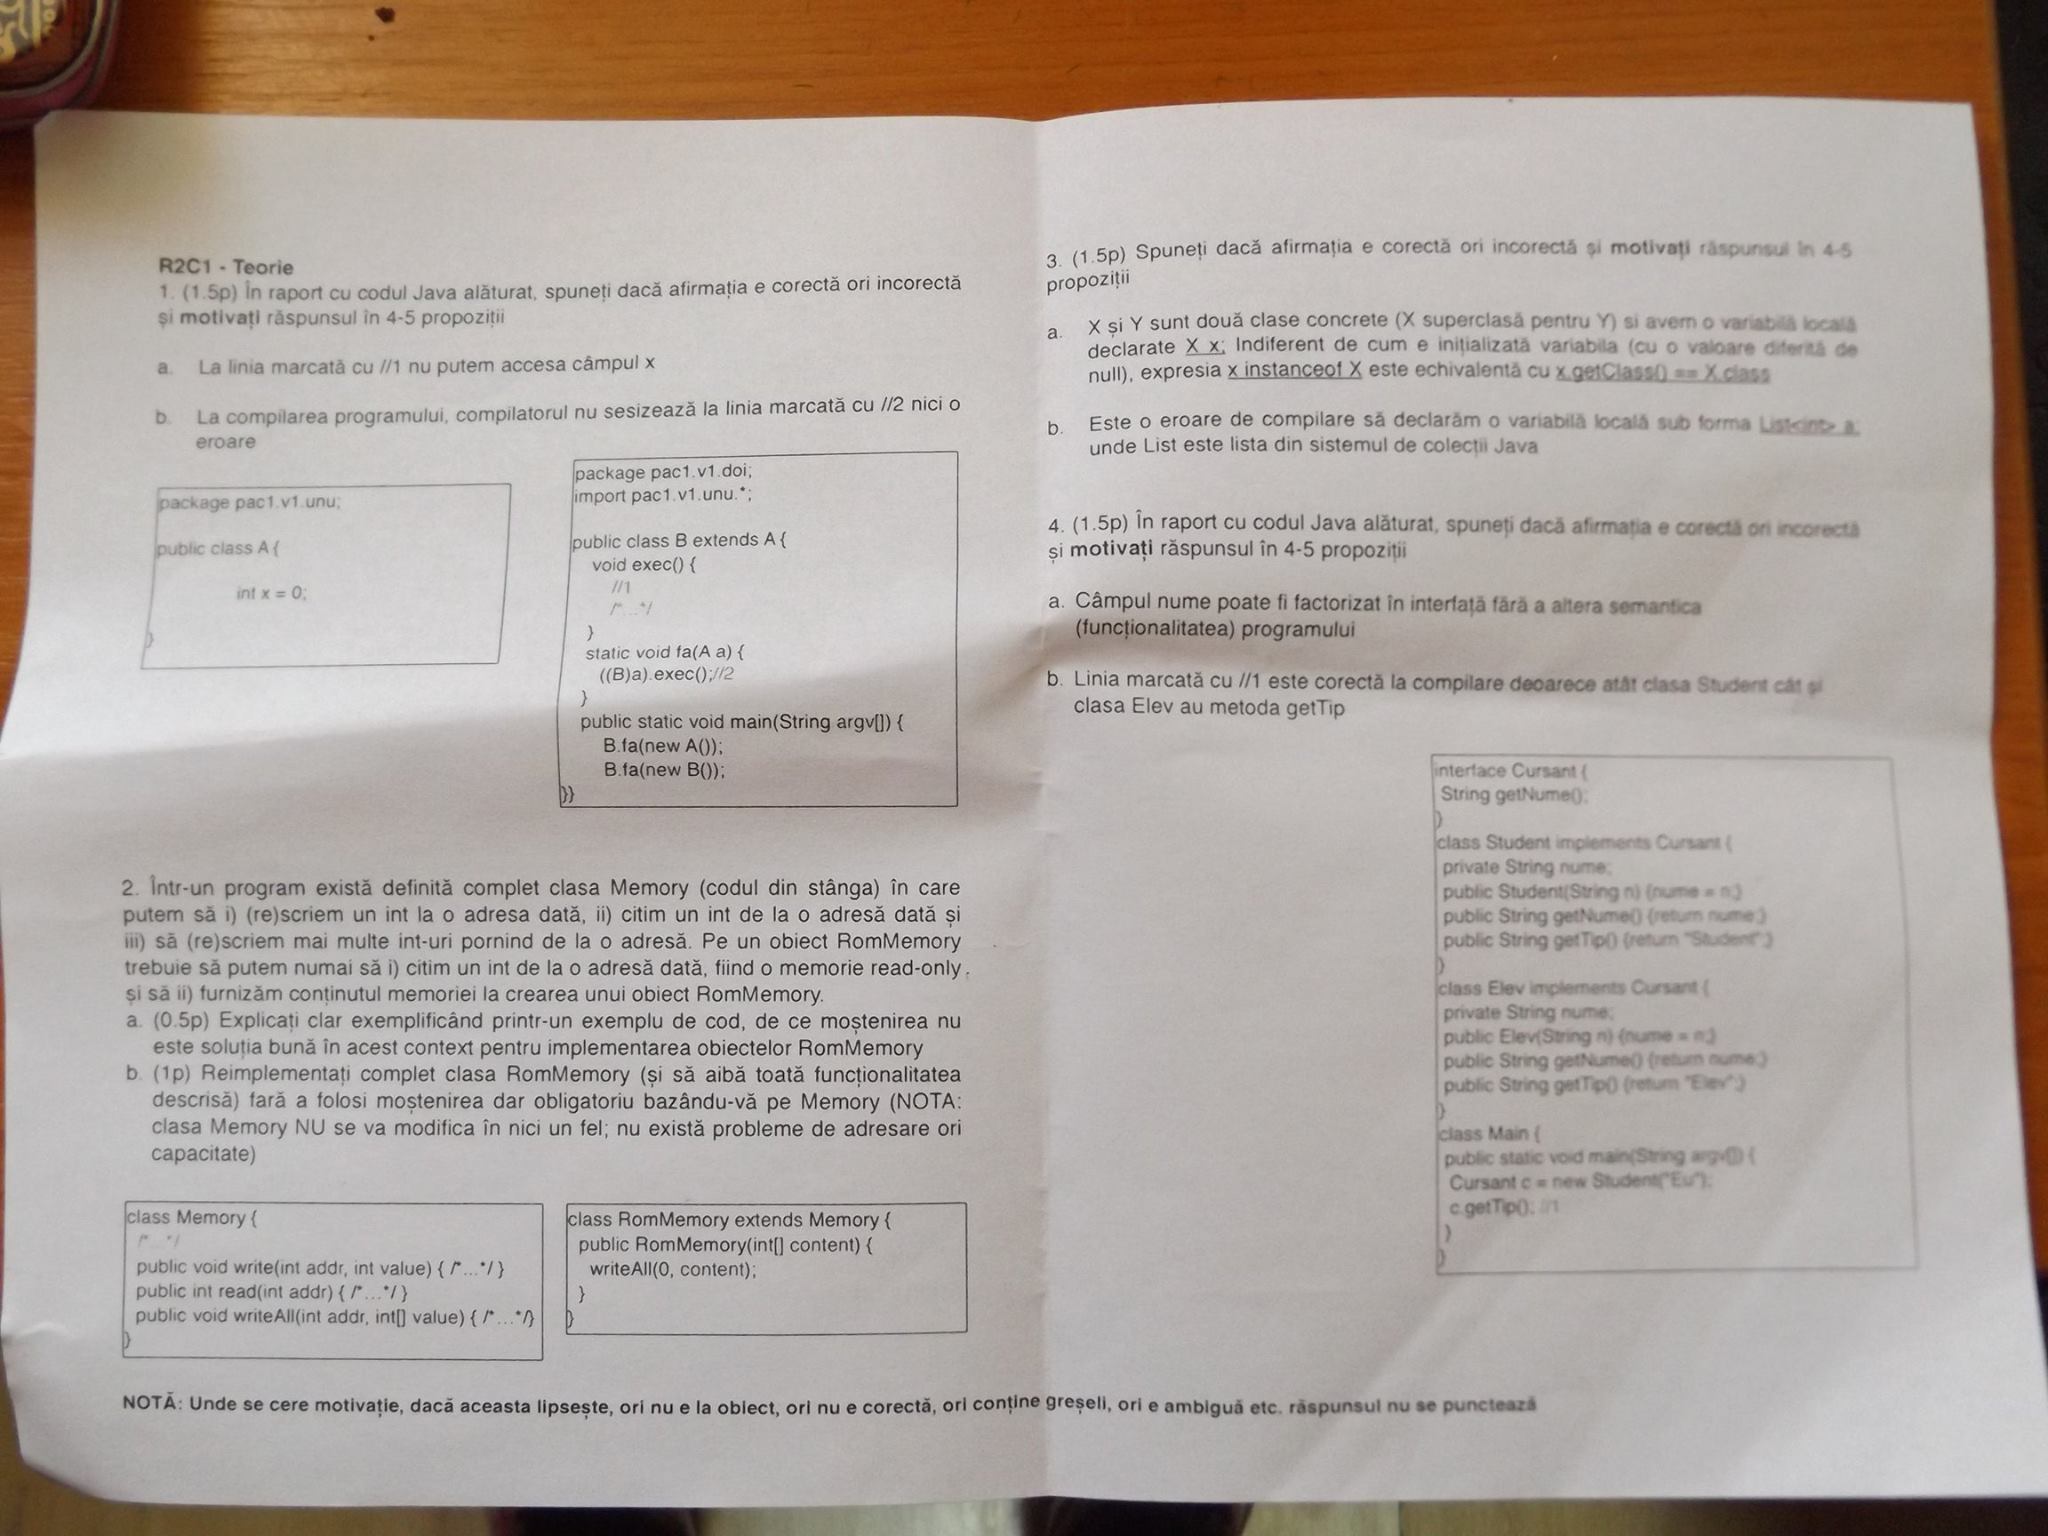 R2C1 - Teorie
1. (1.5p) În raport cu codul Java alăturat, spuneți dacă afirmația e corectă ori incorectă
și motivați răspunsul în 4-5 propoziții
a. La linia marcată cu //1 nu putem accesa câmpul x
b. La compilarea programului, compilatorul nu sesizează la linia marcată cu //2 nici o
eroare
package pac1.v1.unu;
public class A {
int x = 0;
}
package pac1.v1.doi;
import pac1.v1.unu.*;
public class B extends A {
void exec() {
//1
/*...*/
}
static void fa(A a) {
((B)a).exec();//2
}
public static void main(String argv[]) {
B.fa(new A());
B.fa(new B());
}}
2. Într-un program există definită complet clasa Memory (codul din stânga) în care
putem să i) (re)scriem un int la o adresa dată, ii) citim un int de la o adresă dată și
iii) să (re)scriem mai multe int-uri pornind de la o adresă. Pe un obiect RomMemory
trebuie să putem numai să i) citim un int de la o adresă dată, fiind o memorie read-only
și să ii) furnizăm conținutul memoriei la crearea unui obiect RomMemory.
a. (0.5p) Explicați clar exemplificând printr-un exemplu de cod, de ce moștenirea nu
este soluția bună în acest context pentru implementarea obiectelor RomMemory
b. (1p) Reimplementați complet clasa RomMemory (și să aibă toată funcționalitatea
descrisă) fară a folosi moștenirea dar obligatoriu bazându-vă pe Memory (NOTA:
clasa Memory NU se va modifica în nici un fel; nu există probleme de adresare ori
capacitate)
class Memory {
/*...*/
public void write(int addr, int value) { /*...*/ }
public int read(int addr) { /*...*/ }
public void writeAll(int addr, int[] value) { /*...*/}
}
class RomMemory extends Memory {
public RomMemory(int[] content) {
writeAll(0, content);
}
}
3. (1.5p) Spuneți dacă afirmația e corectă ori incorectă și motivați răspunsul în 4-5
propoziții
a. X și Y sunt două clase concrete (X superclasă pentru Y) si avem o variabilă locală
declarate X x; Indiferent de cum e inițializată variabila (cu o valoare diferită de
null), expresia x instanceof X este echivalentă cu x.getClass() == X.class
b. Este o eroare de compilare să declarăm o variabilă locală sub forma List<int> a;
unde List este lista din sistemul de colecții Java
4. (1.5p) În raport cu codul Java alăturat, spuneți dacă afirmația e corectă ori incorectă
și motivați răspunsul în 4-5 propoziții
a. Câmpul nume poate fi factorizat în interfață fără a altera semantica
(funcționalitatea) programului
b. Linia marcată cu //1 este corectă la compilare deoarece atât clasa Student cât și
clasa Elev au metoda getTip
interface Cursant {
String getNume();
}
class Student implements Cursant {
private String nume;
public Student(String n) {nume = n;}
public String getNume() {return nume;}
public String getTip() {return "Student";}
}
class Elev implements Cursant {
private String nume;
public Elev(String n) {nume = n;}
public String getNume() {return nume;}
public String getTip() {return "Elev";}
}
class Main {
public static void main(String argv[]) {
Cursant c = new Student("Eu");
c.getTip(); //1
}
}
NOTĂ: Unde se cere motivație, dacă aceasta lipsește, ori nu e la obiect, ori nu e corectă, ori conține greșeli, ori e ambiguă etc. răspunsul nu se punctează